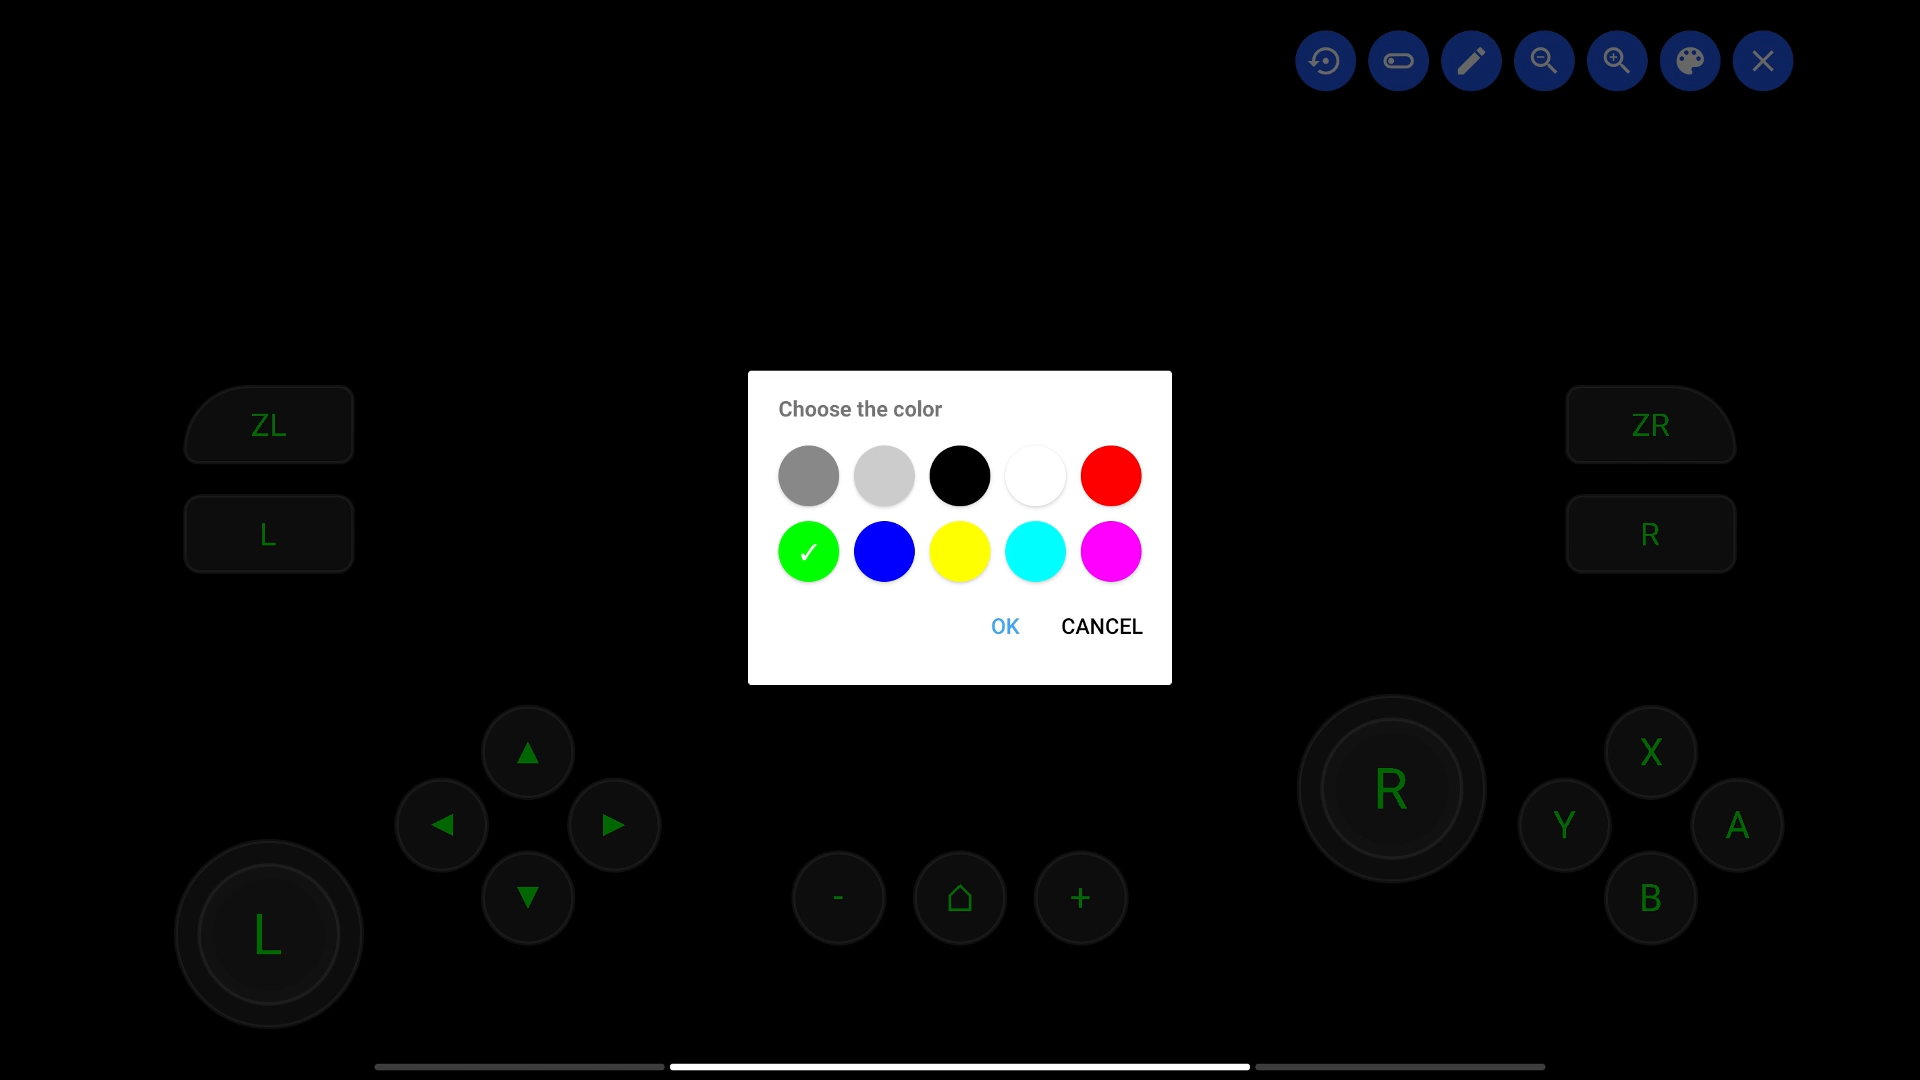 Choose the color
✓
OK CANCEL
ZL
L
ZR
R
▲
◀ ▶
▼
L
- ⌂ +
R
X
Y A
B